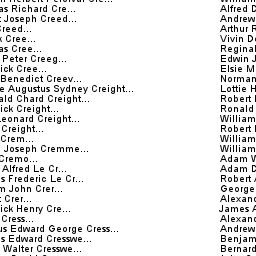 as Richard Cre...
t Joseph Creed...
Creed...
k Cree...
as Cree...
Peter Creeg...
ick Cree...
Benedict Creev...
e Augustus Sydney Creight...
ald Chard Creight...
ick Creight...
Leonard Creight...
Creight...
Crem...
Joseph Cremme...
Cremo...
Alfred Le Cr...
s Frederic Le Cr...
m John Crer...
t Crer...
ick Henry Cre...
Cress...
us Edward George Cress...
s Edward Cresswe...
Walter Cresswe...
Alfred D
Andrew
Arthur R
Vivin D
Reginal
Edwin J
Elsie M
Norman
Lottie H
Robert
Ronald
William
Robert
William
William
Adam W
Adam D
Robert A
George
Alexand
James A
Alexand
Andrew
Benjam
Bernard